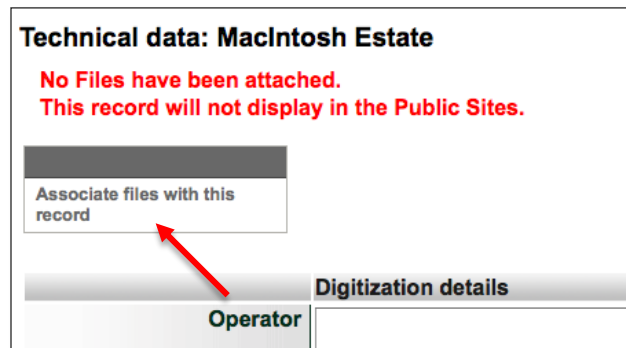 Technical data: MacIntosh Estate
No Files have been attached.
This record will not display in the Public Sites.
Associate files with this
record
Digitization details
Operator